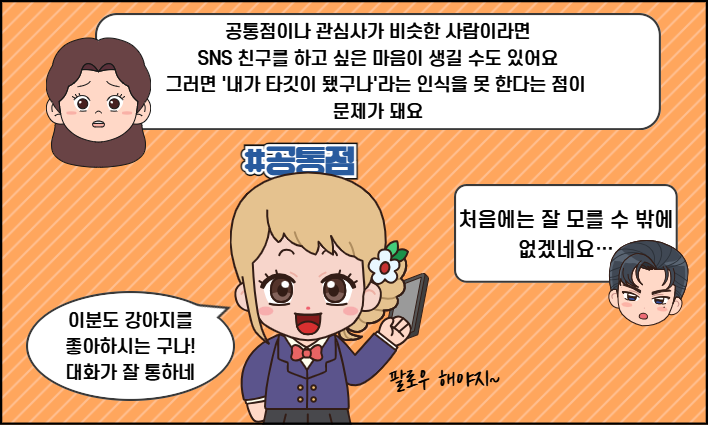 공통점이나 관심사가 비슷한 사람이라면
SNS 친구를 하고 싶은 마음이 생길 수도 있어요
그러면 '내가 타깃이 됐구나'라는 인식을 못 한다는 점이
문제가 돼요
#공통점
처음에는 잘 모를 수 밖에
없겠네요…
이분도 강아지를
좋아하시는 구나!
대화가 잘 통하네
팔로우 해야지~